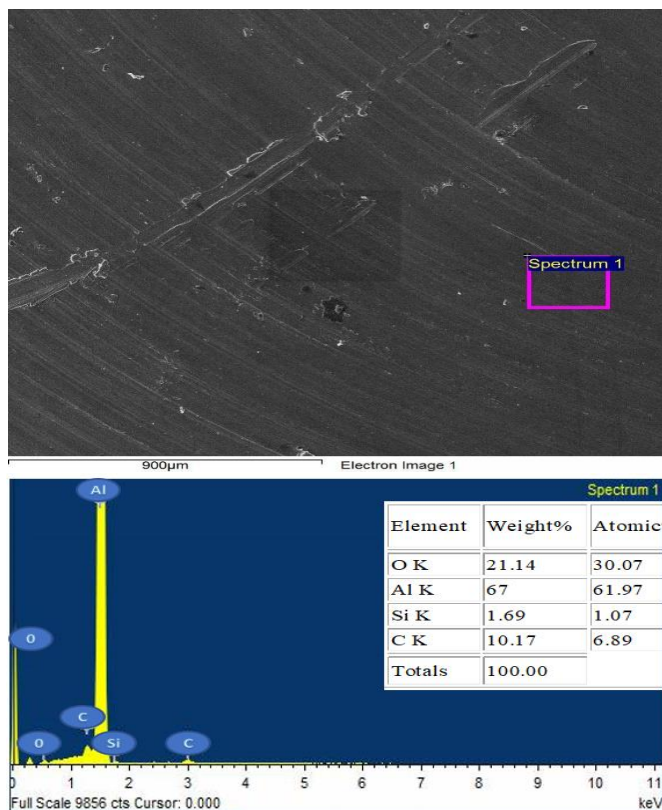 Spectrum 1
900µm Electron Image 1
Spectrum 1
Al
O
C
O
Si
C
Element Weight% Atomic
O K 21.14 30.07
Al K 67 61.97
Si K 1.69 1.07
C K 10.17 6.89
Totals 100.00
0 1 2 3 4 5 6 7 8 9 10 11
Full Scale 9856 cts Cursor: 0.000 keV